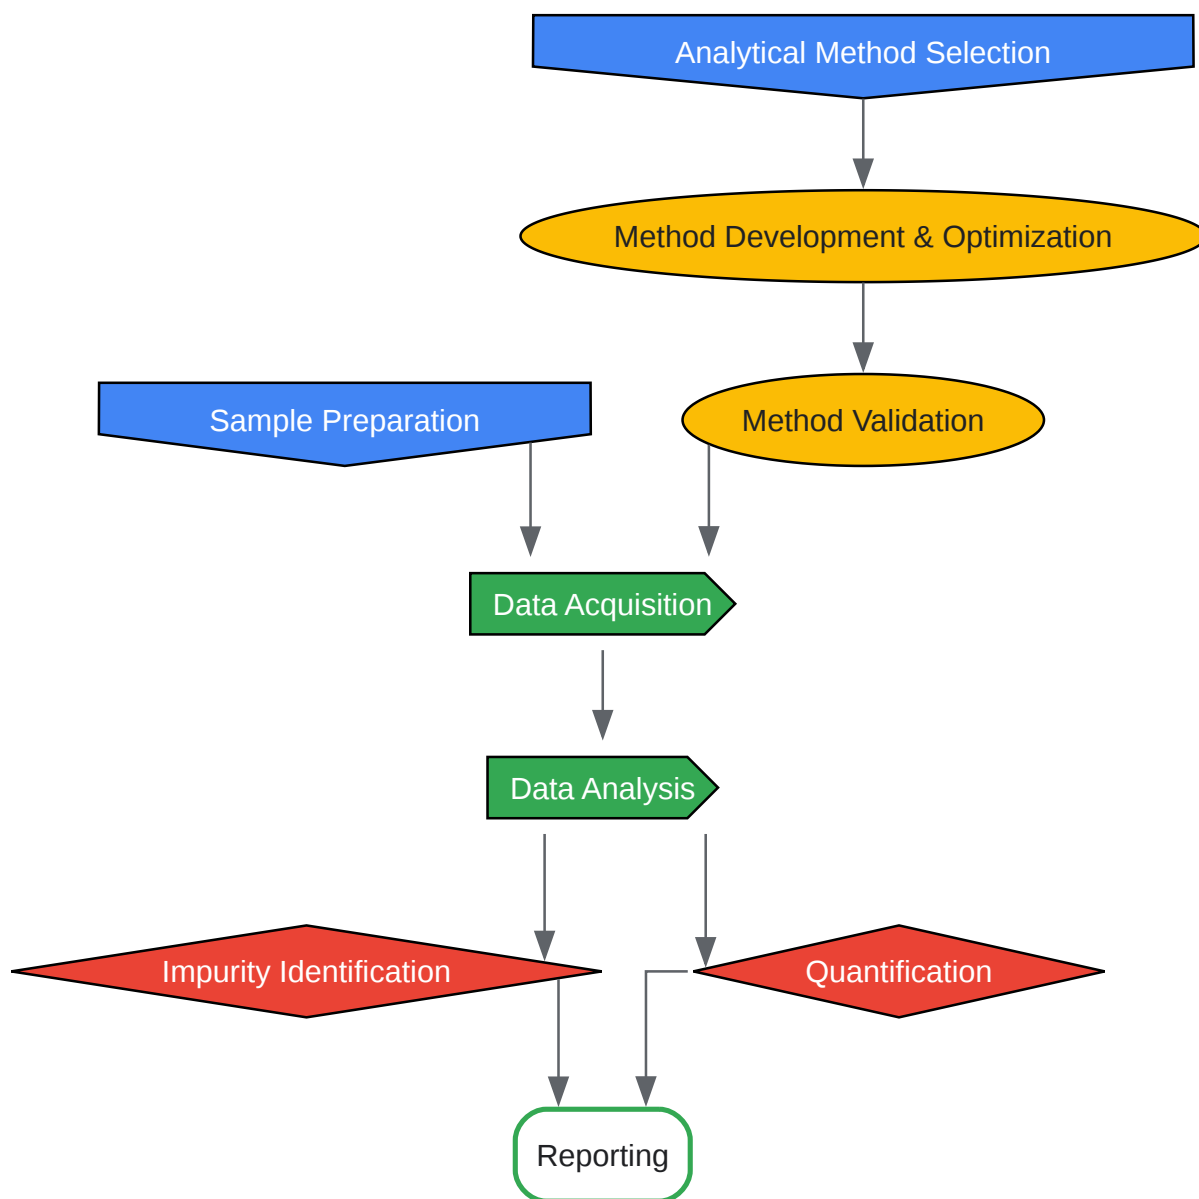 Analytical Method Selection
Method Development & Optimization
Sample Preparation
Method Validation
Data Acquisition
Data Analysis
Impurity Identification
Quantification
Reporting